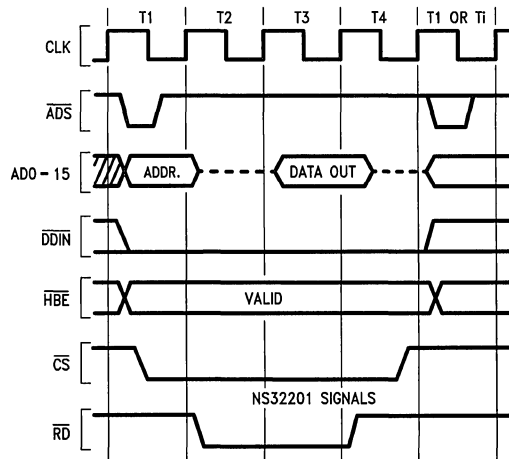 T1 T2 T3 T4 T1 OR Ti
CLK
ADS
AD0-15 ADDR. DATA OUT
DDIN
HBE VALID
CS
NS32201 SIGNALS
RD